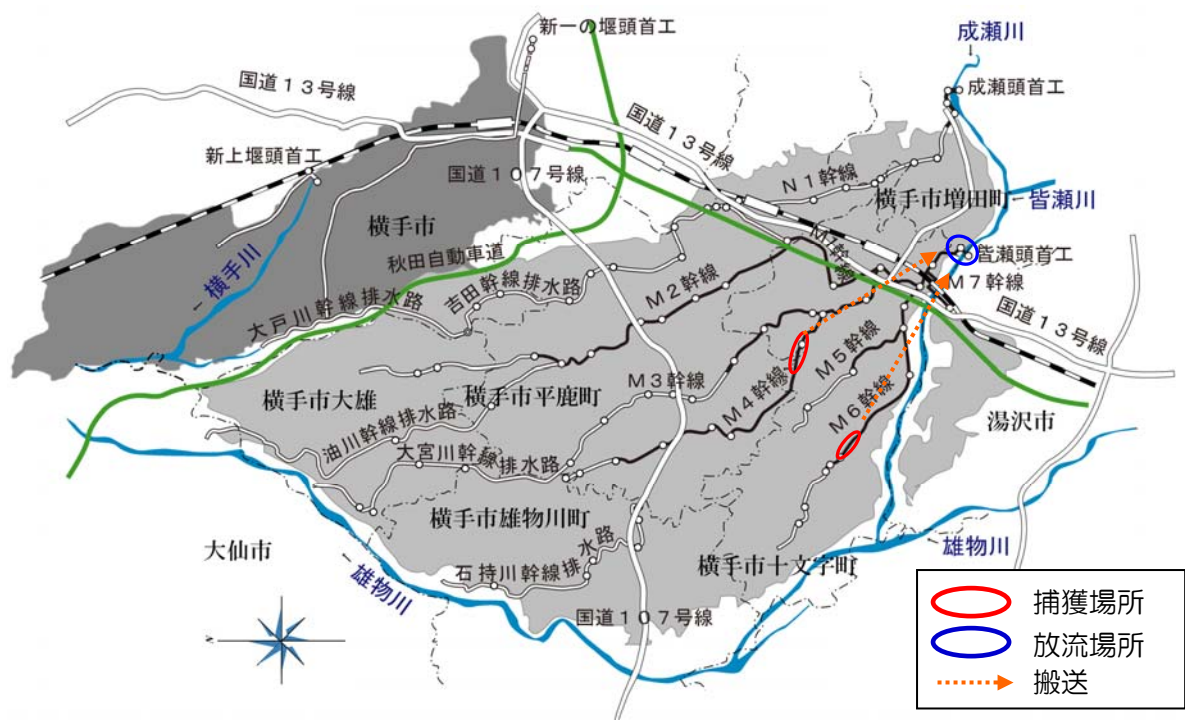 新一の堰頭首工
成瀬川
国道13号線
成瀬頭首工
国道13号線
新上堰頭首工
国道107号線
N1幹線
横手市増田町
皆瀬川
横手市
秋田自動車道
皆瀬頭首工
横手川
吉田幹線排水路
M2幹線
M7幹線
大戸川幹線排水路
国道13号線
M5幹線
M3幹線
横手市大雄
横手市平鹿町
M4幹線
M6幹線
湯沢市
油川幹線排水路
大宮川幹線排水路
横手市雄物川町
大仙市
雄物川
横手市十文字町
雄物川
石持川幹線排水路
国道107号線
捕獲場所
放流場所
搬送